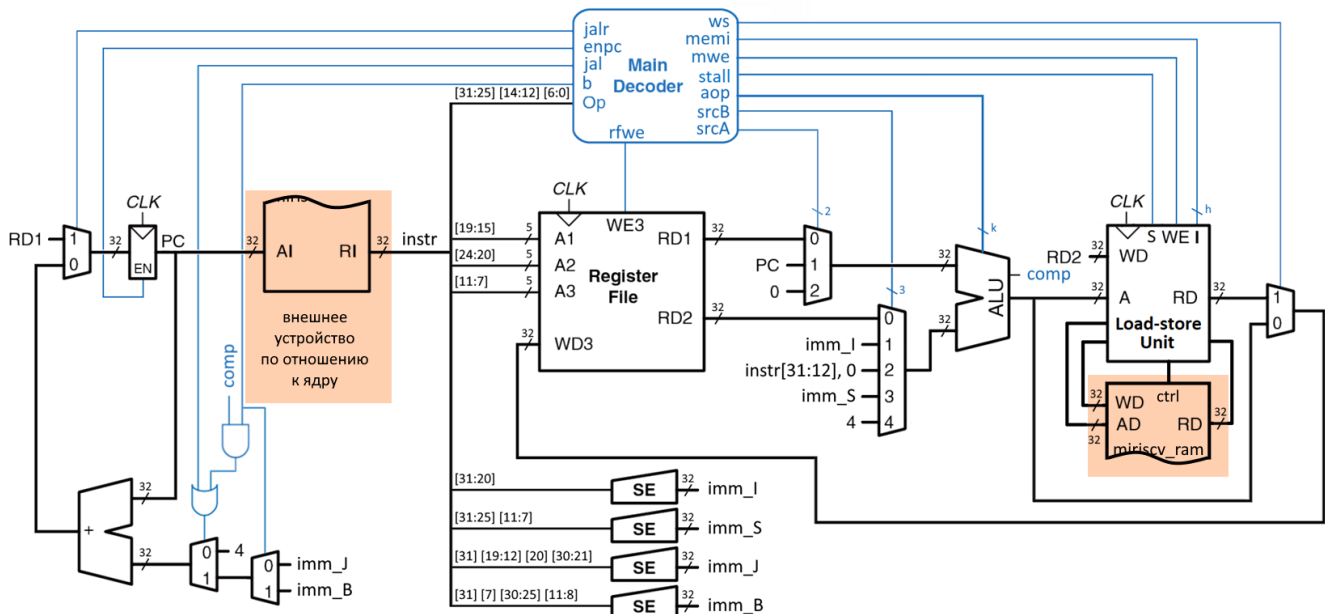 jalr
enpc
jal
b
Op
Main
Decoder
rfwe
ws
memi
mwe
stall
aop
srcB
srcA
[31:25] [14:12] [6:0]
RD1
1
0
32
CLK
EN
PC
32
AI
RI
32
instr
внешнее
устройство
по отношению
к ядру
[19:15]
[24:20]
[11:7]
5
5
5
32
CLK
WE3
A1
A2
A3
WD3
Register
File
RD1
RD2
32
32
2
0
1
2
PC
0
3
0
1
2
3
4
imm_I
instr[31:12], 0
imm_S
4
32
32
k
ALU
comp
h
CLK
S WE I
RD2
32
WD
32
A
RD
32
Load-store
Unit
1
0
ctrl
32
WD
AD
32
RD
32
miriscv_ram
comp
32
+
32
0
1
4
0
1
imm_J
imm_B
[31:20]
SE
32
imm_I
[31:25] [11:7]
SE
32
imm_S
[31] [19:12] [20] [30:21]
SE
32
imm_J
[31] [7] [30:25] [11:8]
SE
32
imm_B